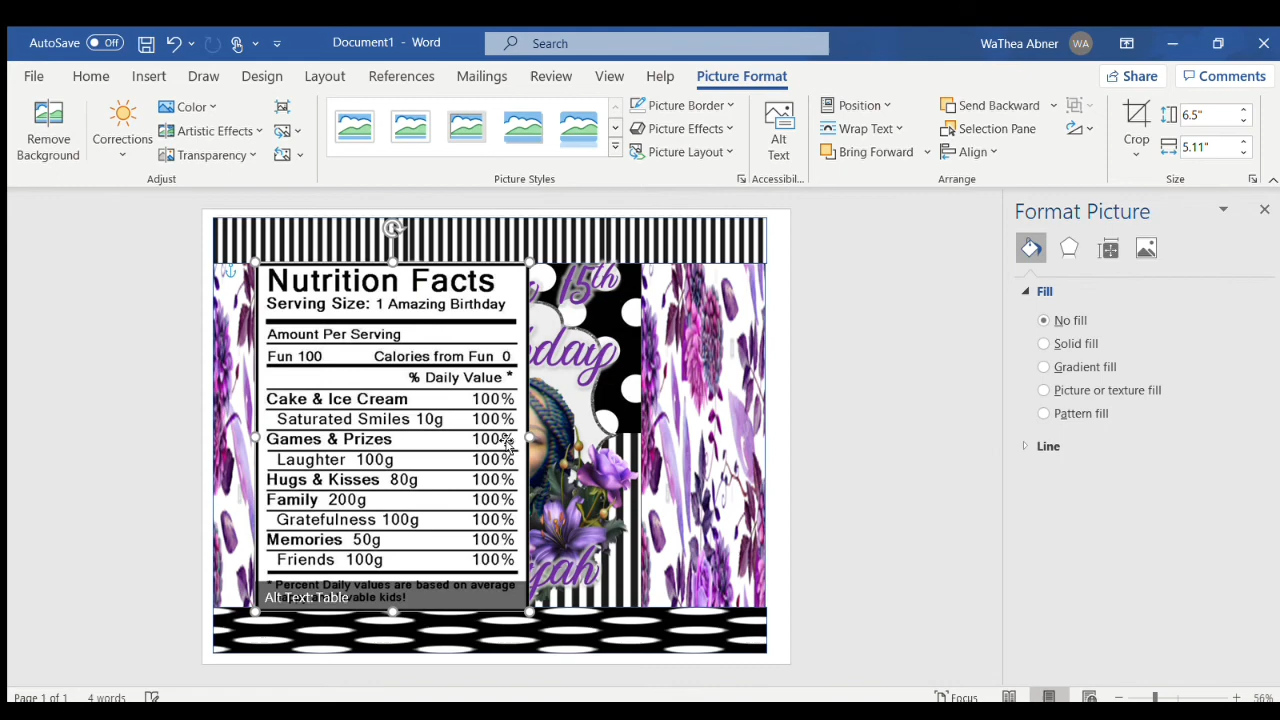 AutoSave Off Document1 - Word Search WaThea Abner WA
File Home Insert Draw Design Layout References Mailings Review View Help Picture Format Share Comments
Remove Background
Corrections
Color
Artistic Effects
Transparency
Adjust
Picture Styles
Picture Border
Picture Effects
Picture Layout
Alt Text
Accessibil...
Position
Wrap Text
Bring Forward
Send Backward
Selection Pane
Align
Arrange
Crop
6.5"
5.11"
Size
Nutrition Facts
Serving Size: 1 Amazing Birthday
Amount Per Serving
Fun 100 Calories from Fun 0
% Daily Value *
Cake & Ice Cream 100%
Saturated Smiles 10g 100%
Games & Prizes 100%
Laughter 100g 100%
Hugs & Kisses 80g 100%
Family 200g 100%
Gratefulness 100g 100%
Memories 50g 100%
Friends 100g 100%
* Percent Daily values are based on average
kids!
Alt Text: Table
15th
Format Picture
Fill
No fill
Solid fill
Gradient fill
Picture or texture fill
Pattern fill
Line
Page 1 of 1 4 words Focus 56%